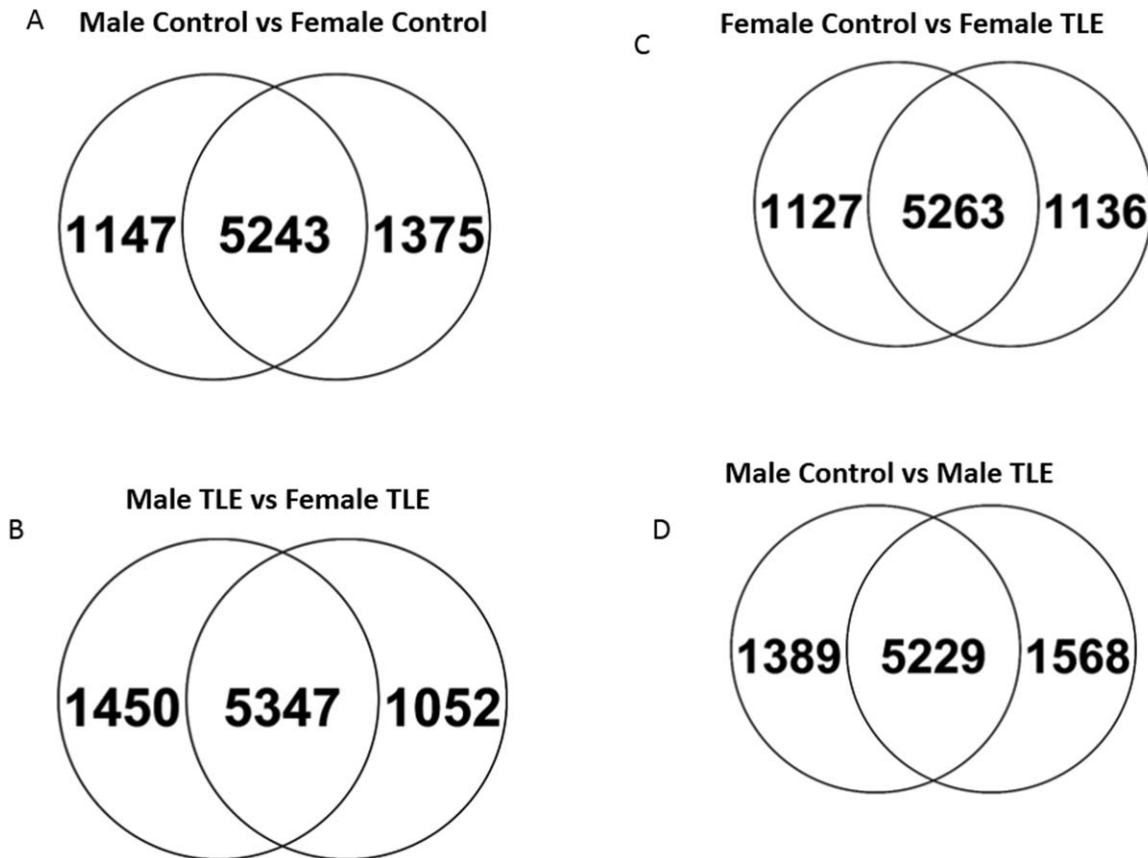 A
Male Control vs Female Control
1147 5243 1375
B
Male TLE vs Female TLE
1450 5347 1052
C
Female Control vs Female TLE
1127 5263 1136
D
Male Control vs Male TLE
1389 5229 1568